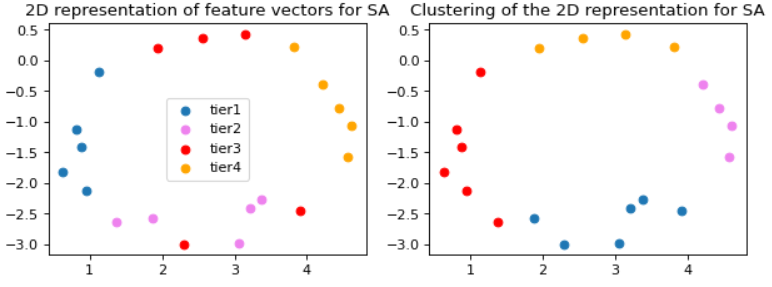 2D representation of feature vectors for SA
0.5
0.0
−0.5
−1.0
−1.5
−2.0
−2.5
−3.0
tier1
tier2
tier3
tier4
1 2 3 4
Clustering of the 2D representation for SA
0.5
0.0
−0.5
−1.0
−1.5
−2.0
−2.5
−3.0
1 2 3 4